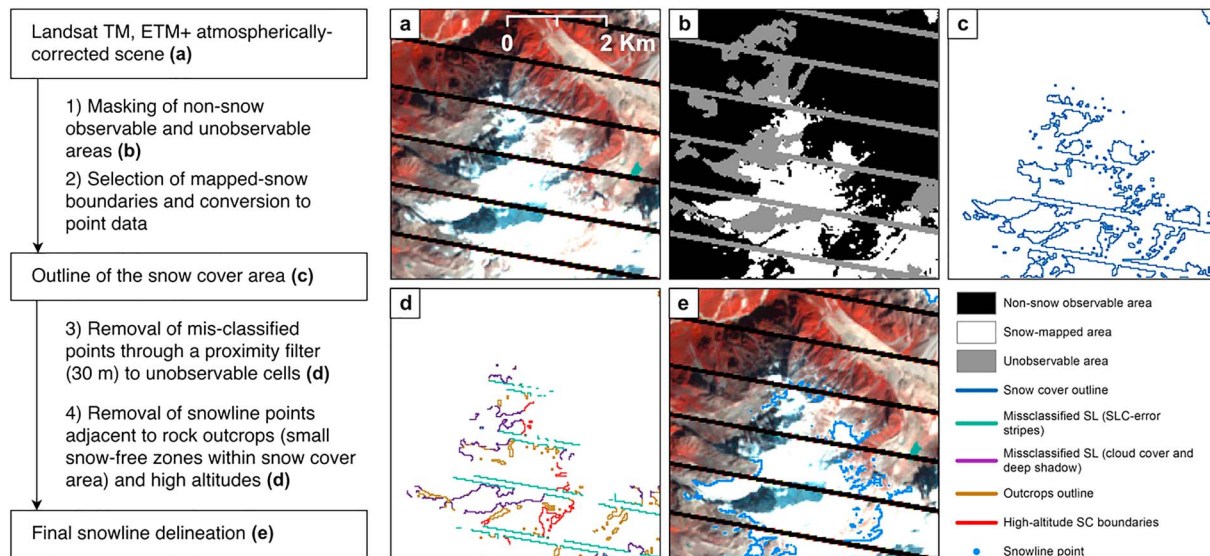 Landsat TM, ETM+ atmospherically-
corrected scene (a)
1) Masking of non-snow
observable and unobservable
areas (b)
2) Selection of mapped-snow
boundaries and conversion to
point data
Outline of the snow cover area (c)
3) Removal of mis-classified
points through a proximity filter
(30 m) to unobservable cells (d)
4) Removal of snowline points
adjacent to rock outcrops (small
snow-free zones within snow cover
area) and high altitudes (d)
Final snowline delineation (e)
a
0 2 Km
b
c
d
e
Non-snow observable area
Snow-mapped area
Unobservable area
Snow cover outline
Missclassified SL (SLC-error
stripes)
Missclassified SL (cloud cover and
deep shadow)
Outcrops outline
High-altitude SC boundaries
Snowline point